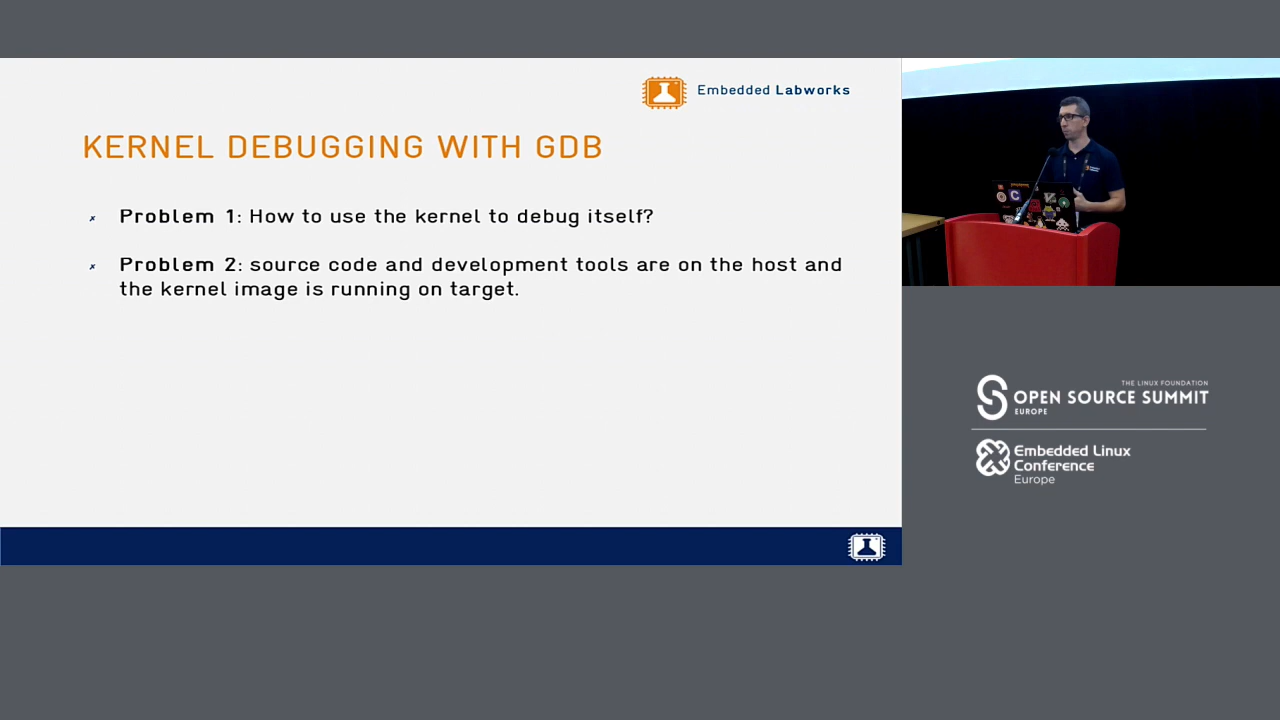 Embedded Labworks
KERNEL DEBUGGING WITH GDB
Problem 1: How to use the kernel to debug itself?
Problem 2: source code and development tools are on the host and
the kernel image is running on target.
THE LINUX FOUNDATION
OPEN SOURCE SUMMIT
EUROPE
Embedded Linux
Conference
Europe